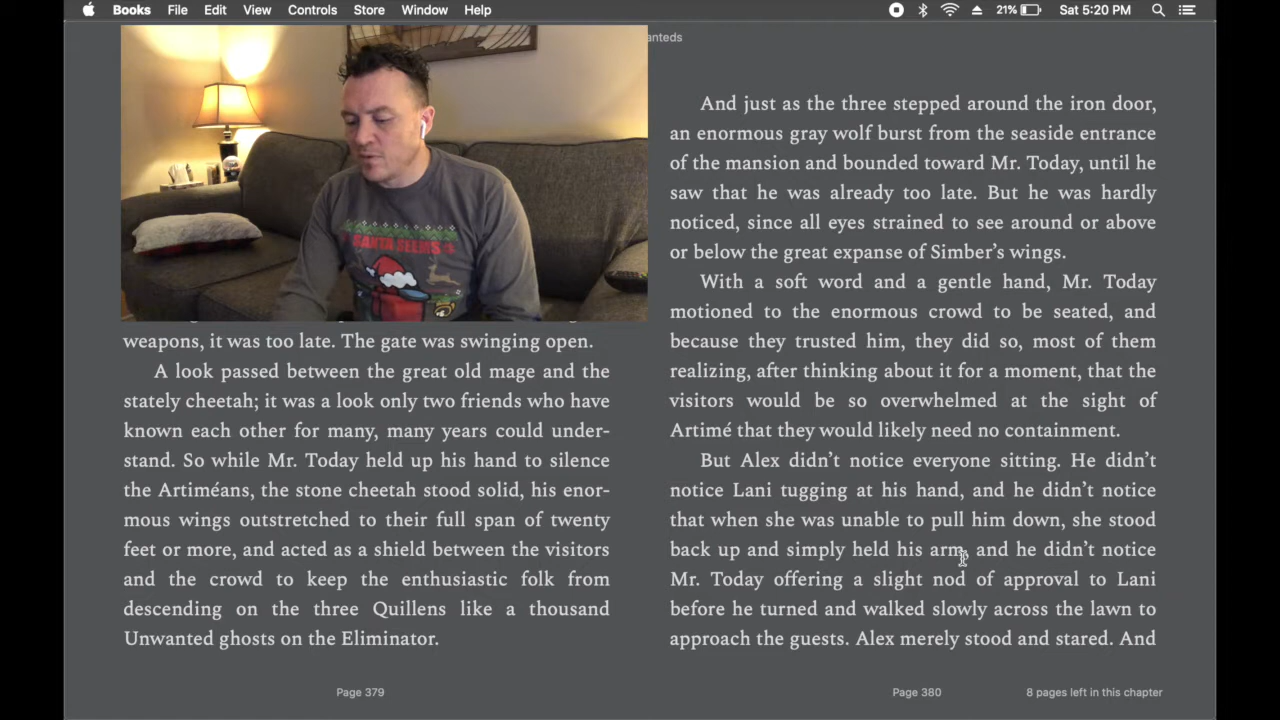 Books File Edit View Controls Store Window Help
21% Sat 5:20 PM
anteds
SANTA SEEMS
weapons, it was too late. The gate was swinging open.
A look passed between the great old mage and the
stately cheetah; it was a look only two friends who have
known each other for many, many years could under-
stand. So while Mr. Today held up his hand to silence
the Artiméans, the stone cheetah stood solid, his enor-
mous wings outstretched to their full span of twenty
feet or more, and acted as a shield between the visitors
and the crowd to keep the enthusiastic folk from
descending on the three Quillens like a thousand
Unwanted ghosts on the Eliminator.
Page 379
And just as the three stepped around the iron door,
an enormous gray wolf burst from the seaside entrance
of the mansion and bounded toward Mr. Today, until he
saw that he was already too late. But he was hardly
noticed, since all eyes strained to see around or above
or below the great expanse of Simber’s wings.
With a soft word and a gentle hand, Mr. Today
motioned to the enormous crowd to be seated, and
because they trusted him, they did so, most of them
realizing, after thinking about it for a moment, that the
visitors would be so overwhelmed at the sight of
Artimé that they would likely need no containment.
But Alex didn’t notice everyone sitting. He didn’t
notice Lani tugging at his hand, and he didn’t notice
that when she was unable to pull him down, she stood
back up and simply held his arm, and he didn’t notice
Mr. Today offering a slight nod of approval to Lani
before he turned and walked slowly across the lawn to
approach the guests. Alex merely stood and stared. And
Page 380
8 pages left in this chapter